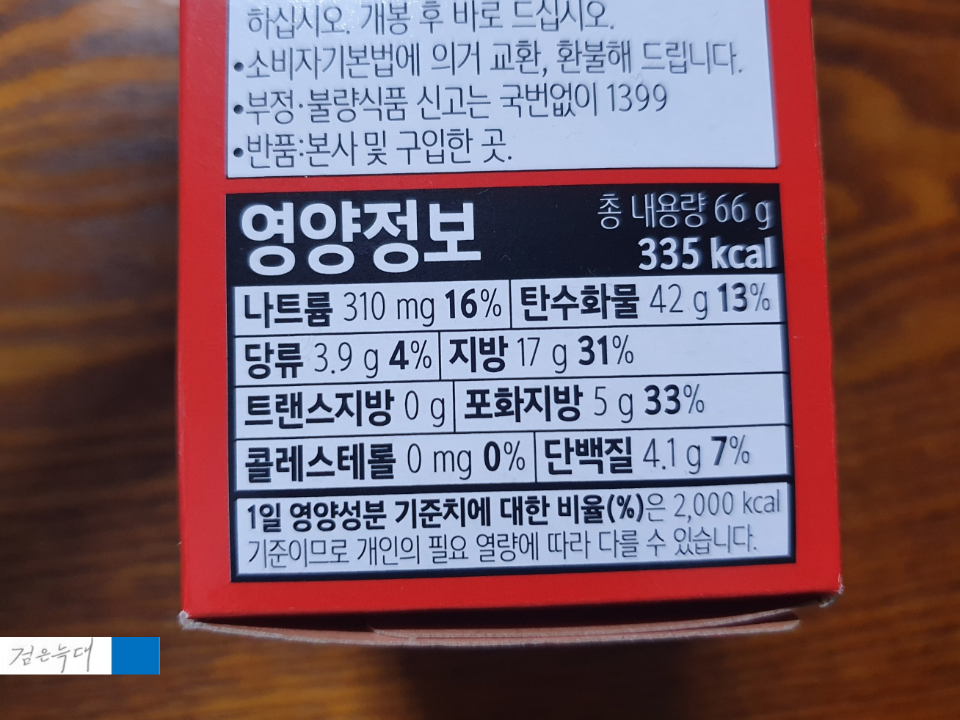 하십시오. 개봉 후 바로 드십시오.
•소비자기본법에 의거 교환, 환불해 드립니다.
•부정·불량식품 신고는 국번없이 1399
•반품:본사 및 구입한 곳.
영양정보
총 내용량 66 g
335 kcal
나트륨 310 mg 16% 탄수화물 42 g 13%
당류 3.9 g 4% 지방 17 g 31%
트랜스지방 0 g 포화지방 5 g 33%
콜레스테롤 0 mg 0% 단백질 4.1 g 7%
1일 영양성분 기준치에 대한 비율(%)은 2,000 kcal
기준이므로 개인의 필요 열량에 따라 다를 수 있습니다.
검은늑대